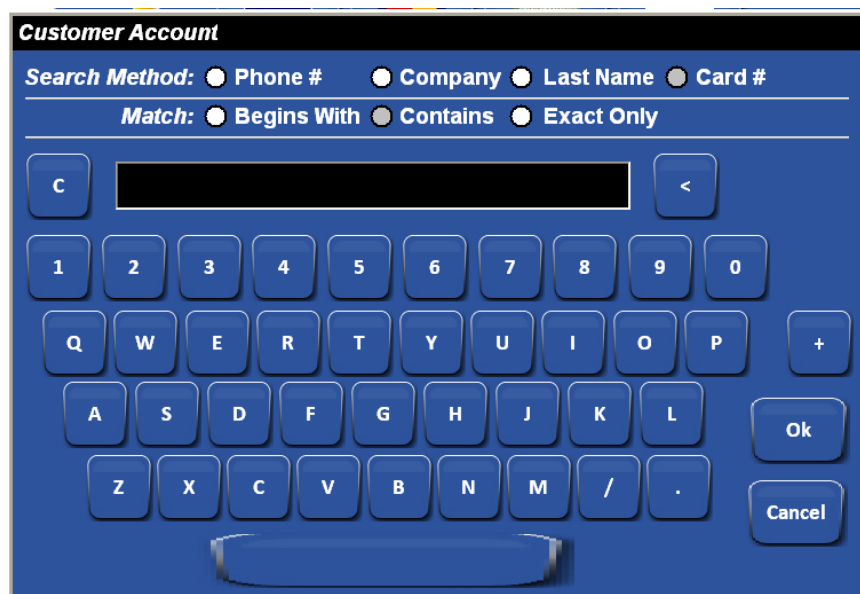 Customer Account
Search Method: Phone # Company Last Name Card #
Match: Begins With Contains Exact Only
C <
1 2 3 4 5 6 7 8 9 0
Q W E R T Y U I O P +
A S D F G H J K L Ok
Z X C V B N M / . Cancel